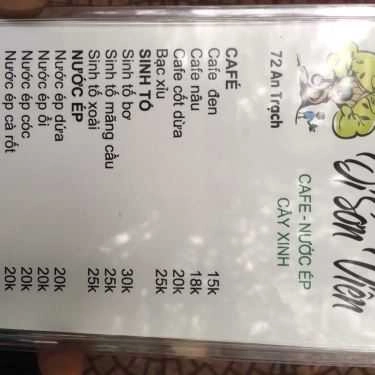 Sơn Yên
CAFE - NƯỚC ÉP
CÂY XINH
72 An Trạch
CAFÉ
Cafe đen 15k
Cafe nâu 18k
Cafe cốt dừa 20k
Bạc xỉu 25k
SINH TỐ
Sinh tố bơ 30k
Sinh tố mãng cầu 25k
Sinh tố xoài 25k
NƯỚC ÉP
Nước ép dừa 20k
Nước ép ổi 20k
Nước ép cóc 20k
Nước ép cà rốt 20k